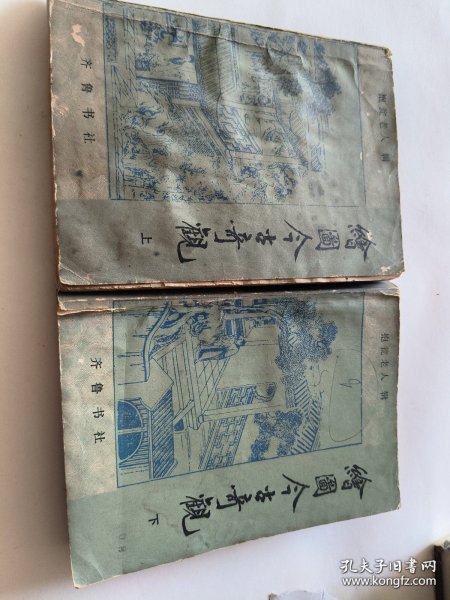 抱瓮老人 辑
繪圖今古奇觀
上
齐鲁书社
抱瓮老人 辑
繪圖今古奇觀
下
齐鲁书社
孔夫子旧书网
www.kongfz.com